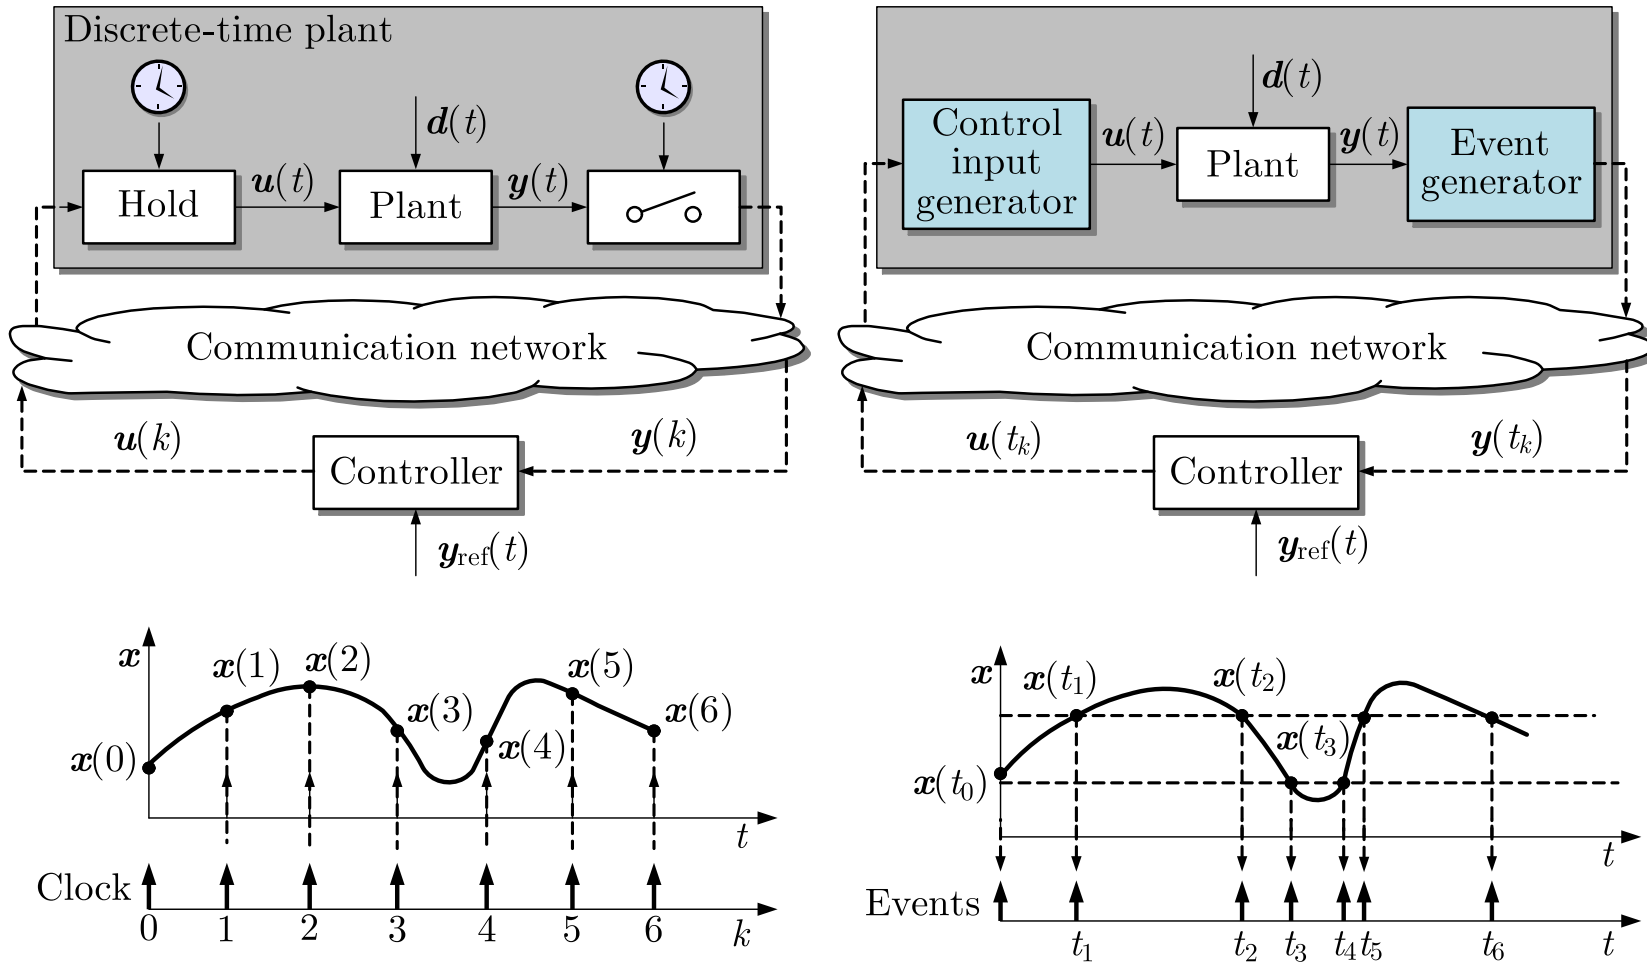 Discrete-time plant
d(t)
Hold
u(t)
Plant
y(t)
Communication network
u(k)
y(k)
Controller
y_ref(t)
d(t)
Control
input
generator
u(t)
Plant
y(t)
Event
generator
Communication network
u(t_k)
y(t_k)
Controller
y_ref(t)
x
x(0)
x(1)
x(2)
x(3)
x(4)
x(5)
x(6)
t
Clock
0 1 2 3 4 5 6 k
x
x(t_0)
x(t_1)
x(t_2)
x(t_3)
t
Events
t_1 t_2 t_3 t_4 t_5 t_6 t